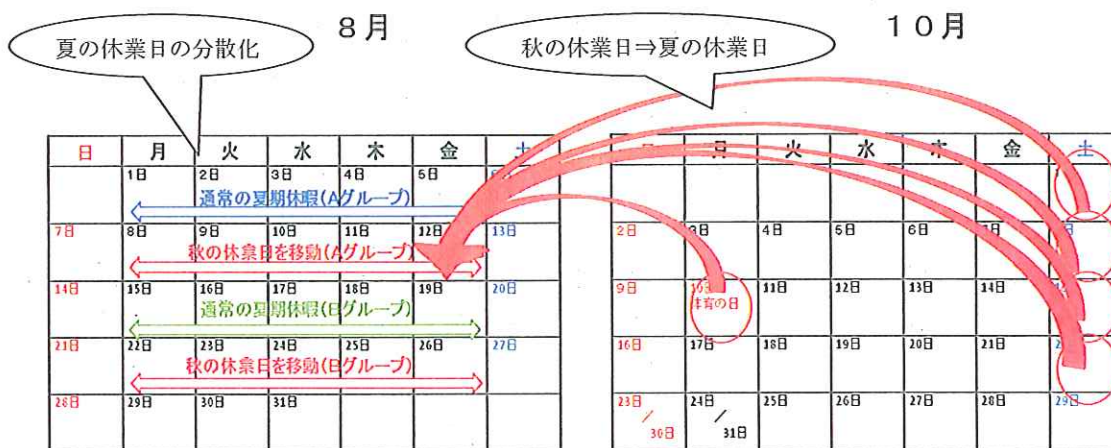 8月
10月
夏の休業日の分散化
秋の休業日⇒夏の休業日
日 月 火 水 木 金 土
1日 2日 3日 4日 5日
通常の夏期休暇(Aグループ)
7日 8日 9日 10日 11日 12日 13日
秋の休業日を移動(Aグループ)
14日 15日 16日 17日 18日 19日 20日
通常の夏期休暇(Bグループ)
21日 22日 23日 24日 25日 26日 27日
秋の休業日を移動(Bグループ)
28日 29日 30日 31日
日 月 火 水 木 金 土
2日 3日 4日 5日 6日
9日 10日 11日 12日 13日 14日
体育の日
16日 17日 18日 19日 20日 21日
23日 24日 25日 26日 27日 28日 29日
/30日 /31日